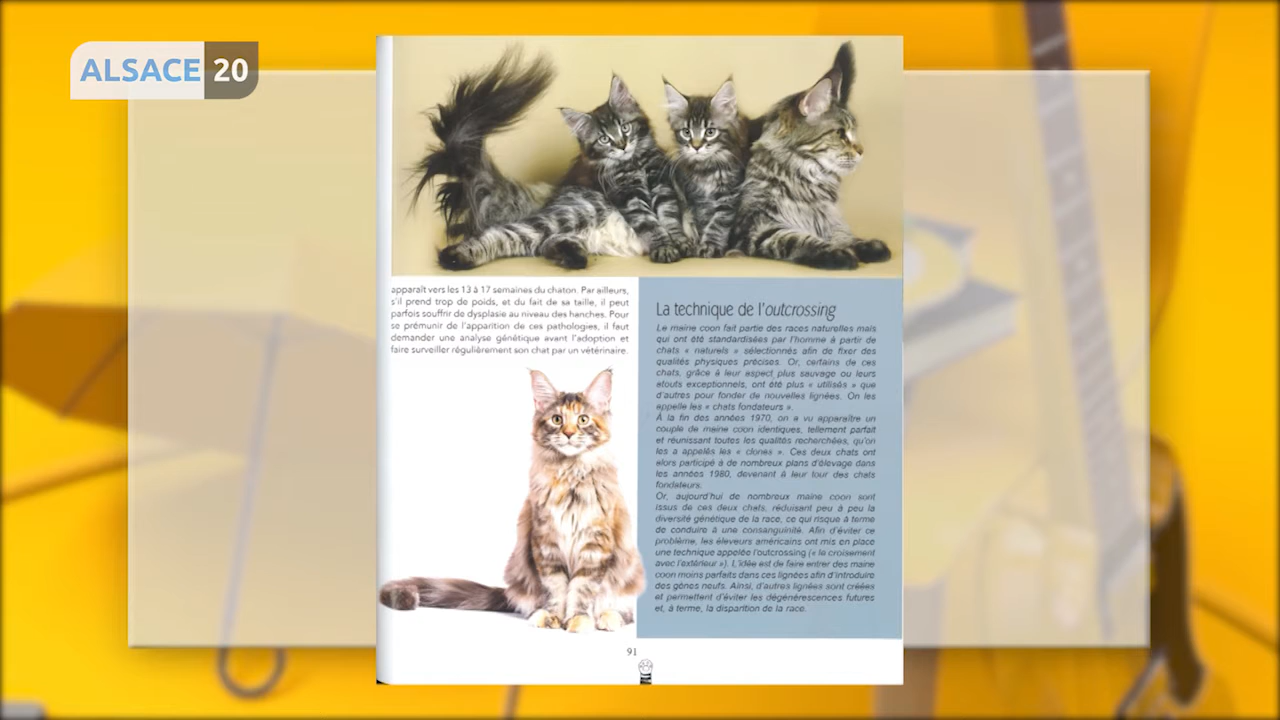 ALSACE 20
apparaît vers les 13 à 17 semaines du chaton. Par ailleurs,
s'il prend trop de poids, et du fait de sa taille, il peut
parfois souffrir de dysplasie au niveau des hanches. Pour
se prémunir de l'apparition de ces pathologies, il faut
demander une analyse génétique avant l'adoption et
faire surveiller régulièrement son chat par un vétérinaire.
La technique de l'outcrossing
Le maine coon fait partie des races naturelles mais
qui ont été standardisées par l'homme à partir de
chats « naturels » sélectionnés afin de fixer des
qualités physiques précises. Or, certains de ces
chats, grâce à leur aspect plus sauvage ou leurs
atouts exceptionnels, ont été plus « utilisés » que
d'autres pour fonder de nouvelles lignées. On les
appelle les « chats fondateurs ».
À la fin des années 1970, on a vu apparaître un
couple de maine coon identiques, tellement parfait
et réunissant toutes les qualités recherchées, qu'on
les a appelés les « clones ». Ces deux chats ont
alors participé à de nombreux plans d'élevage dans
les années 1980, devenant à leur tour des chats
fondateurs.
Or, aujourd'hui de nombreux maine coon sont
issus de ces deux chats, réduisant peu à peu la
diversité génétique de la race, ce qui risque à terme
de conduire à une consanguinité. Afin d'éviter ce
problème, les éleveurs américains ont mis en place
une technique appelée l'outcrossing (« le croisement
avec l'extérieur »). L'idée est de faire entrer des maine
coon moins parfaits dans ces lignées afin d'introduire
des gènes neufs. Ainsi, d'autres lignées sont créées
et permettent d'éviter les dégénérescences futures
et, à terme, la disparition de la race.
91